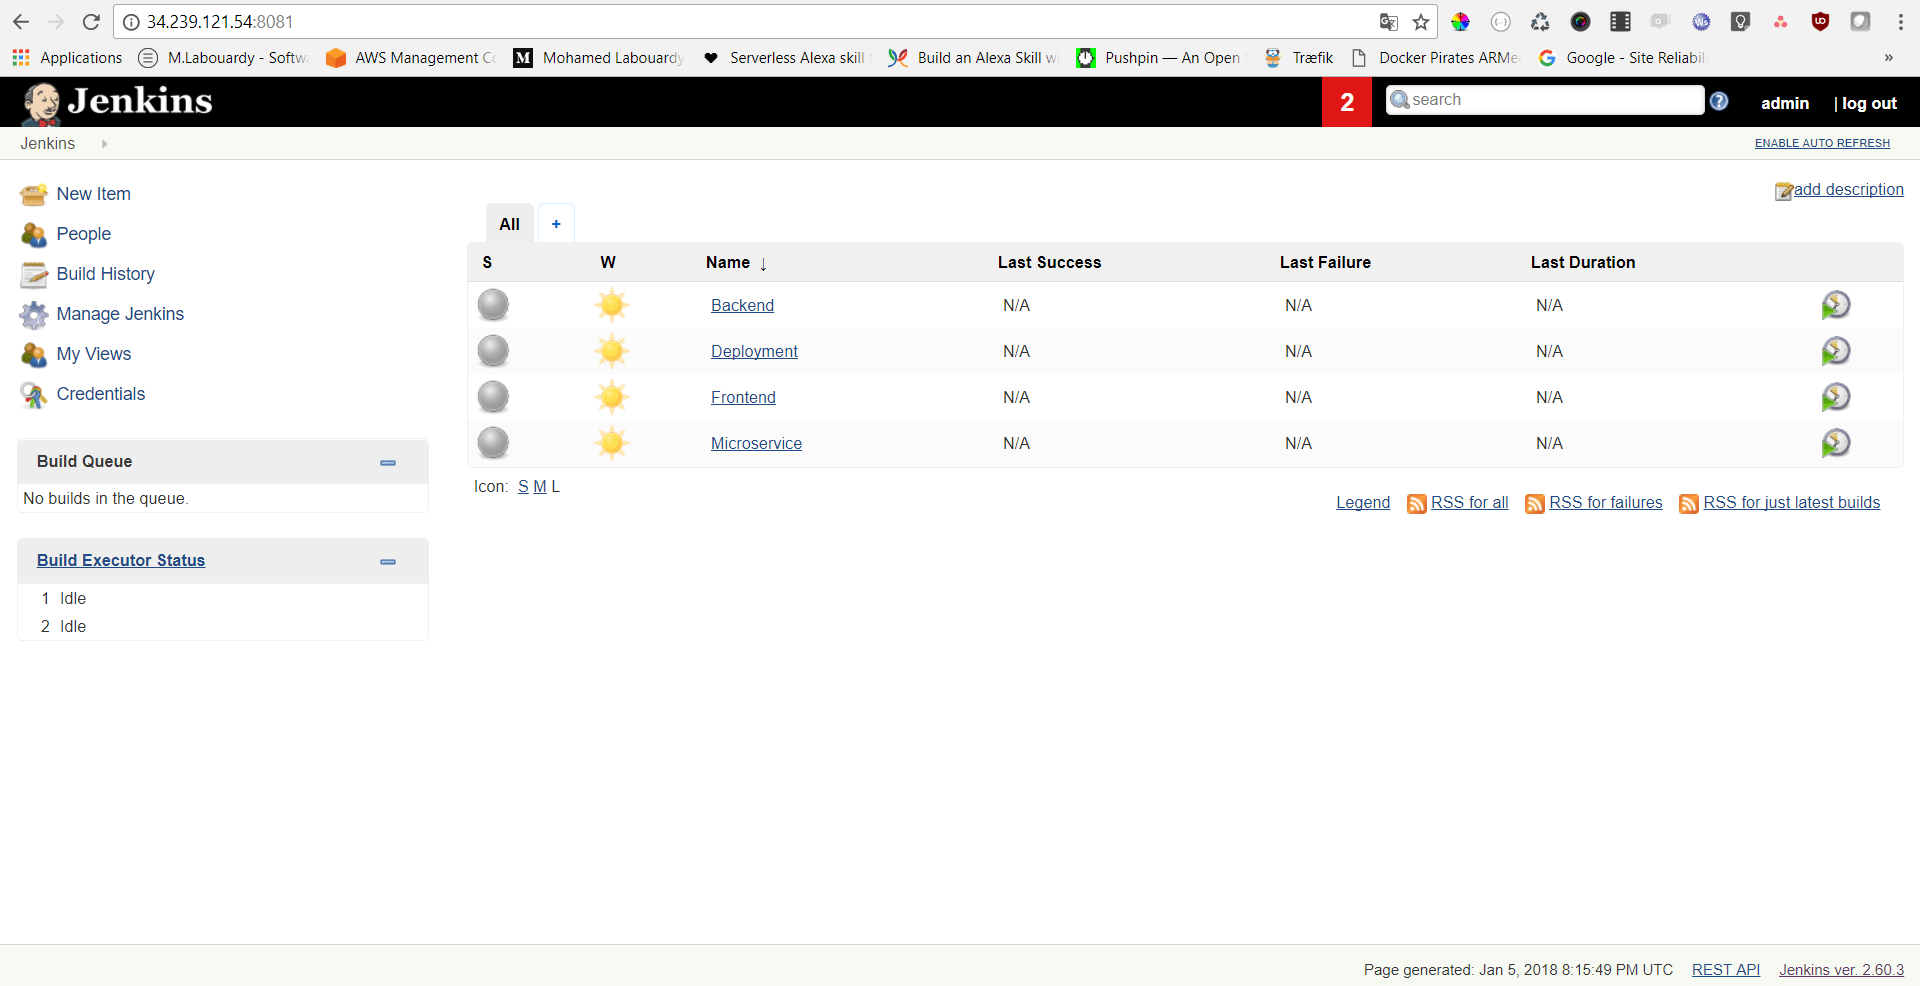 34.239.121.54:8081
Applications M.Labouardy - Softw AWS Management Co Mohamed Labouardy Serverless Alexa skill Build an Alexa Skill wi Pushpin — An Open Træfik Docker Pirates ARMe Google - Site Reliabil »
Jenkins 2 search admin | log out
Jenkins ENABLE AUTO REFRESH
add description
New Item
People
Build History
Manage Jenkins
My Views
Credentials
Build Queue
No builds in the queue.
Build Executor Status
1 Idle
2 Idle
All +
S W Name ↓ Last Success Last Failure Last Duration
Backend N/A N/A N/A
Deployment N/A N/A N/A
Frontend N/A N/A N/A
Microservice N/A N/A N/A
Icon: S M L
Legend RSS for all RSS for failures RSS for just latest builds
Page generated: Jan 5, 2018 8:15:49 PM UTC REST API Jenkins ver. 2.60.3